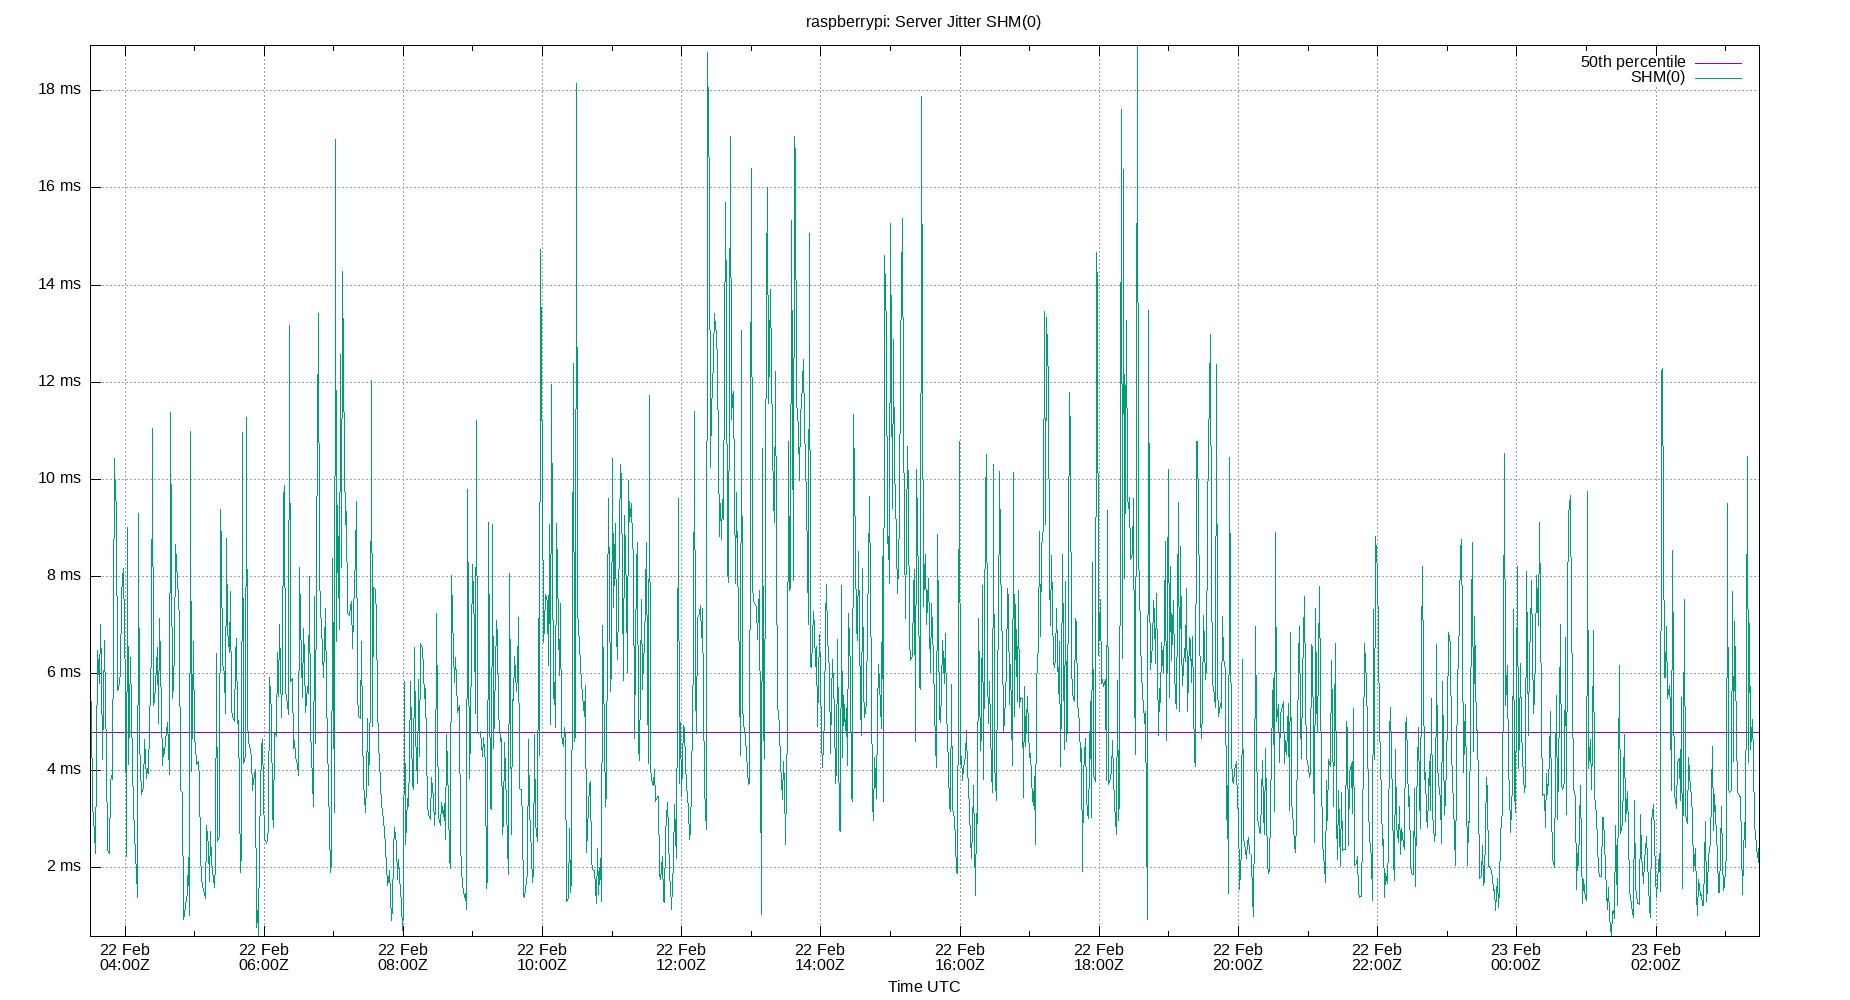 raspberrypi: Server Jitter SHM(0)
50th percentile
SHM(0)
18 ms
16 ms
14 ms
12 ms
10 ms
8 ms
6 ms
4 ms
2 ms
22 Feb 22 Feb 22 Feb 22 Feb 22 Feb 22 Feb 22 Feb 22 Feb 22 Feb 22 Feb 23 Feb 23 Feb
04:00Z 06:00Z 08:00Z 10:00Z 12:00Z 14:00Z 16:00Z 18:00Z 20:00Z 22:00Z 00:00Z 02:00Z
Time UTC